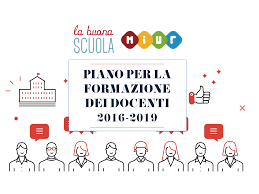 la buona
SCUOLA
MIUR
PIANO PER LA
FORMAZIONE
DEI DOCENTI
2016-2019